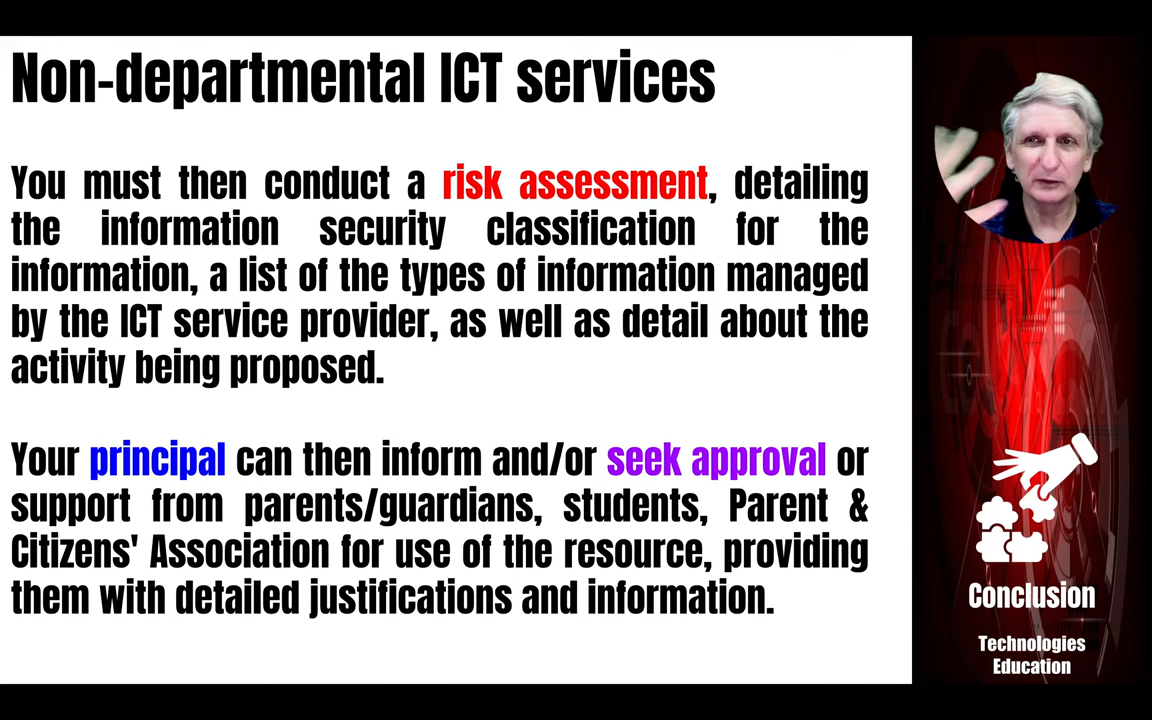 Non-departmental ICT services
You must then conduct a risk assessment, detailing
the information security classification for the
information, a list of the types of information managed
by the ICT service provider, as well as detail about the
activity being proposed.
Your principal can then inform and/or seek approval or
support from parents/guardians, students, Parent &
Citizens' Association for use of the resource, providing
them with detailed justifications and information.
Conclusion
Technologies
Education